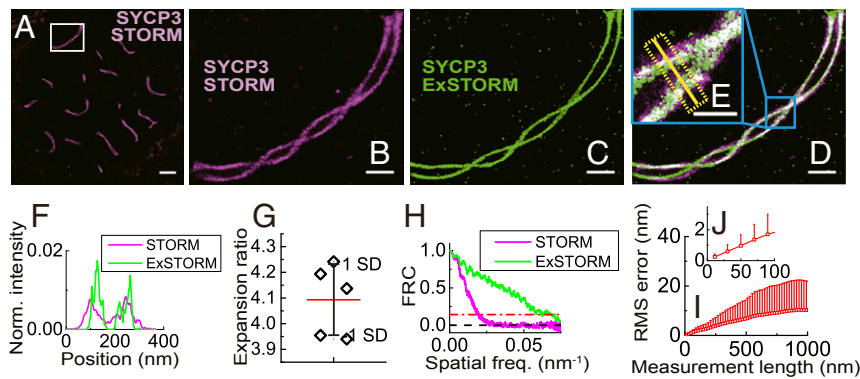 A
SYCP3
STORM
SYCP3
STORM
B
SYCP3
ExSTORM
C
E
D
F
STORM
ExSTORM
Norm. intensity
0.02
0.00
0
200
400
Position (nm)
G
Expansion ratio
4.3
4.2
4.1
4.0
3.9
1 SD
-1 SD
H
STORM
ExSTORM
FRC
1.0
0.5
0.0
0.00
0.05
Spatial freq. (nm⁻¹)
J
2
0
0
50
100
I
RMS error (nm)
40
20
0
0
500
1000
Measurement length (nm)